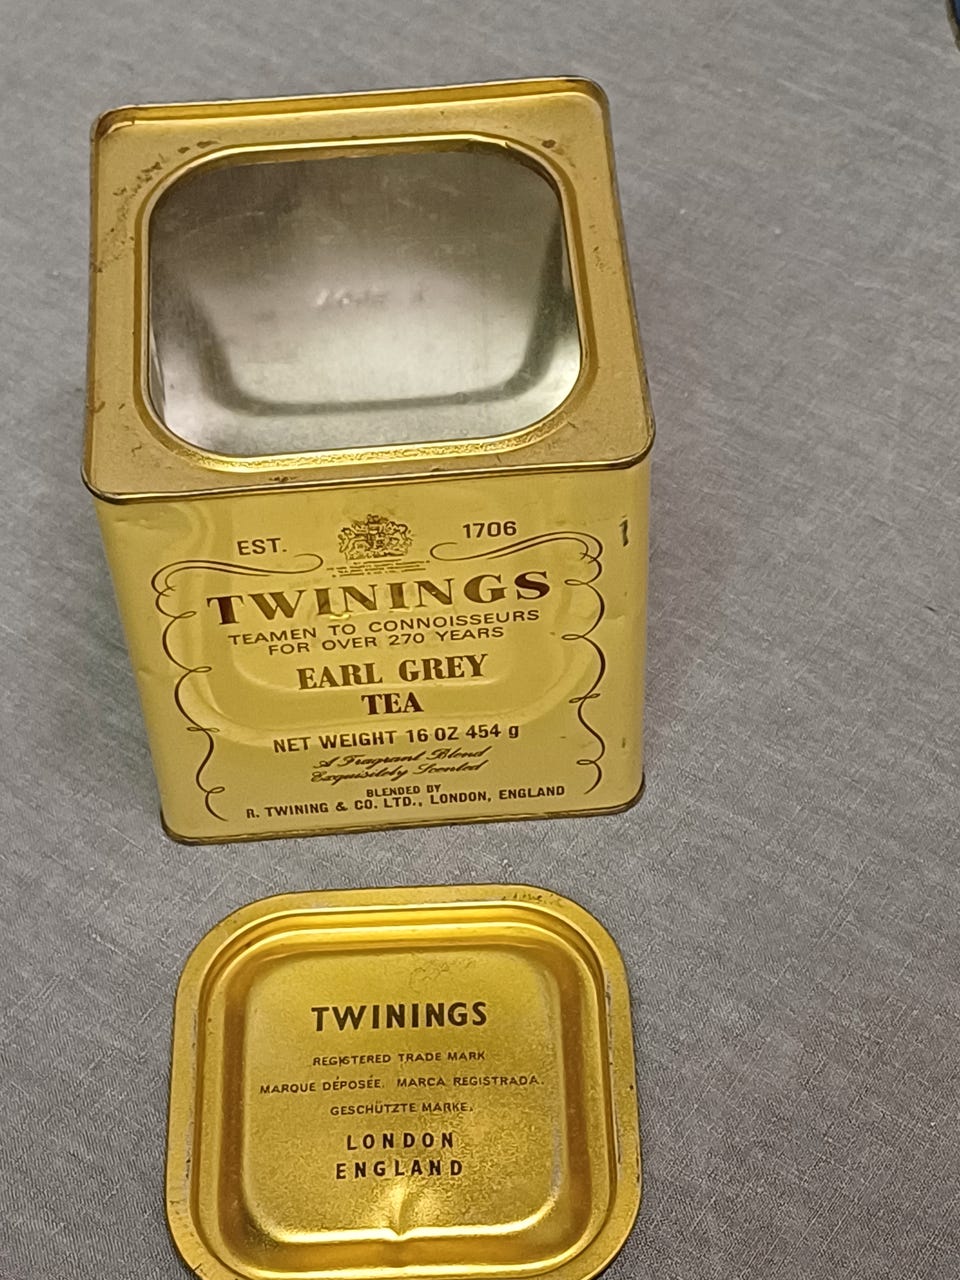 EST. 1706
TWININGS
TEAMEN TO CONNOISSEURS
FOR OVER 270 YEARS
EARL GREY
TEA
NET WEIGHT 16 OZ 454 g
A Fragrant Blend
Exquisitely Scented
BLENDED BY
R. TWINING & CO. LTD., LONDON, ENGLAND
TWININGS
REGISTERED TRADE MARK
MARQUE DÉPOSÉE. MARCA REGISTRADA.
GESCHÜTZTE MARKE.
LONDON
ENGLAND